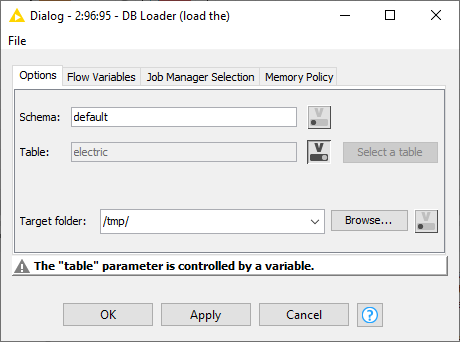 Dialog - 2:96:95 - DB Loader (load the)
File
Options Flow Variables Job Manager Selection Memory Policy
Schema: default V
Table: electric V Select a table
Target folder: /tmp/ Browse... V
The "table" parameter is controlled by a variable.
OK Apply Cancel ?